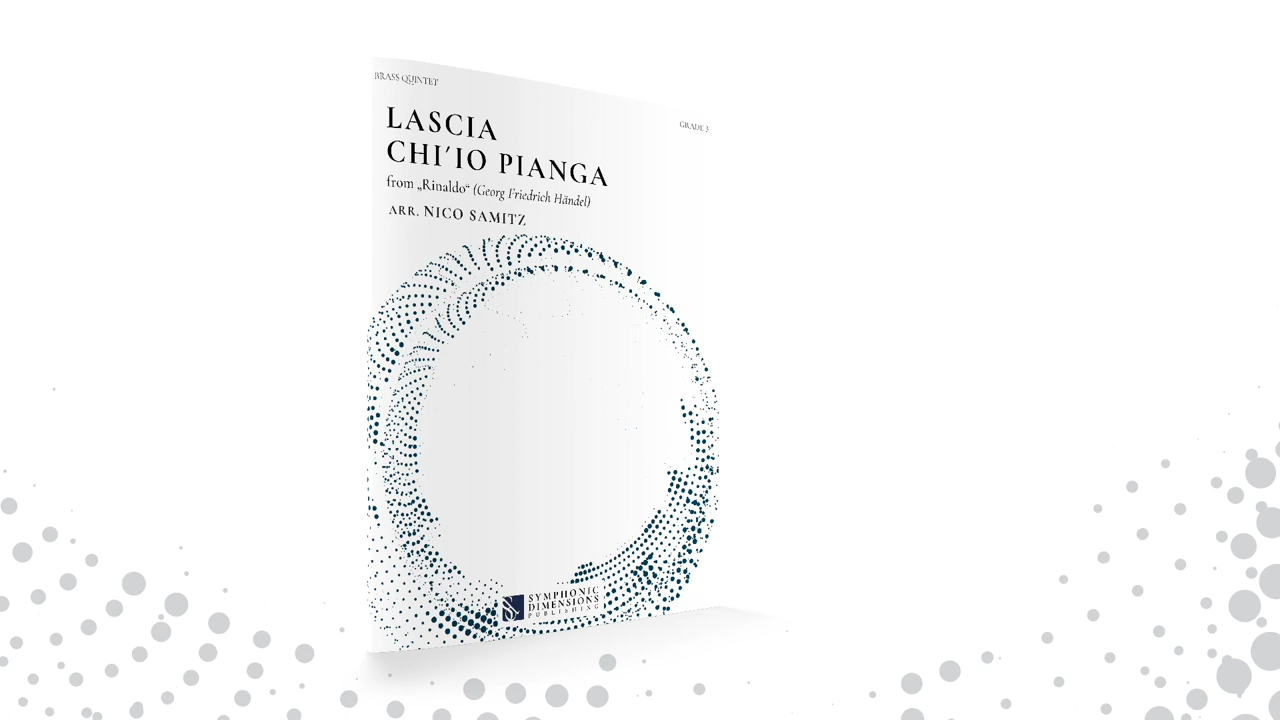 BRASS QUINTET
GRADE 3
LASCIA
CHI'IO PIANGA
from „Rinaldo“ (Georg Friedrich Händel)
ARR. NICO SAMITZ
SYMPHONIC
DIMENSIONS
PUBLISHING